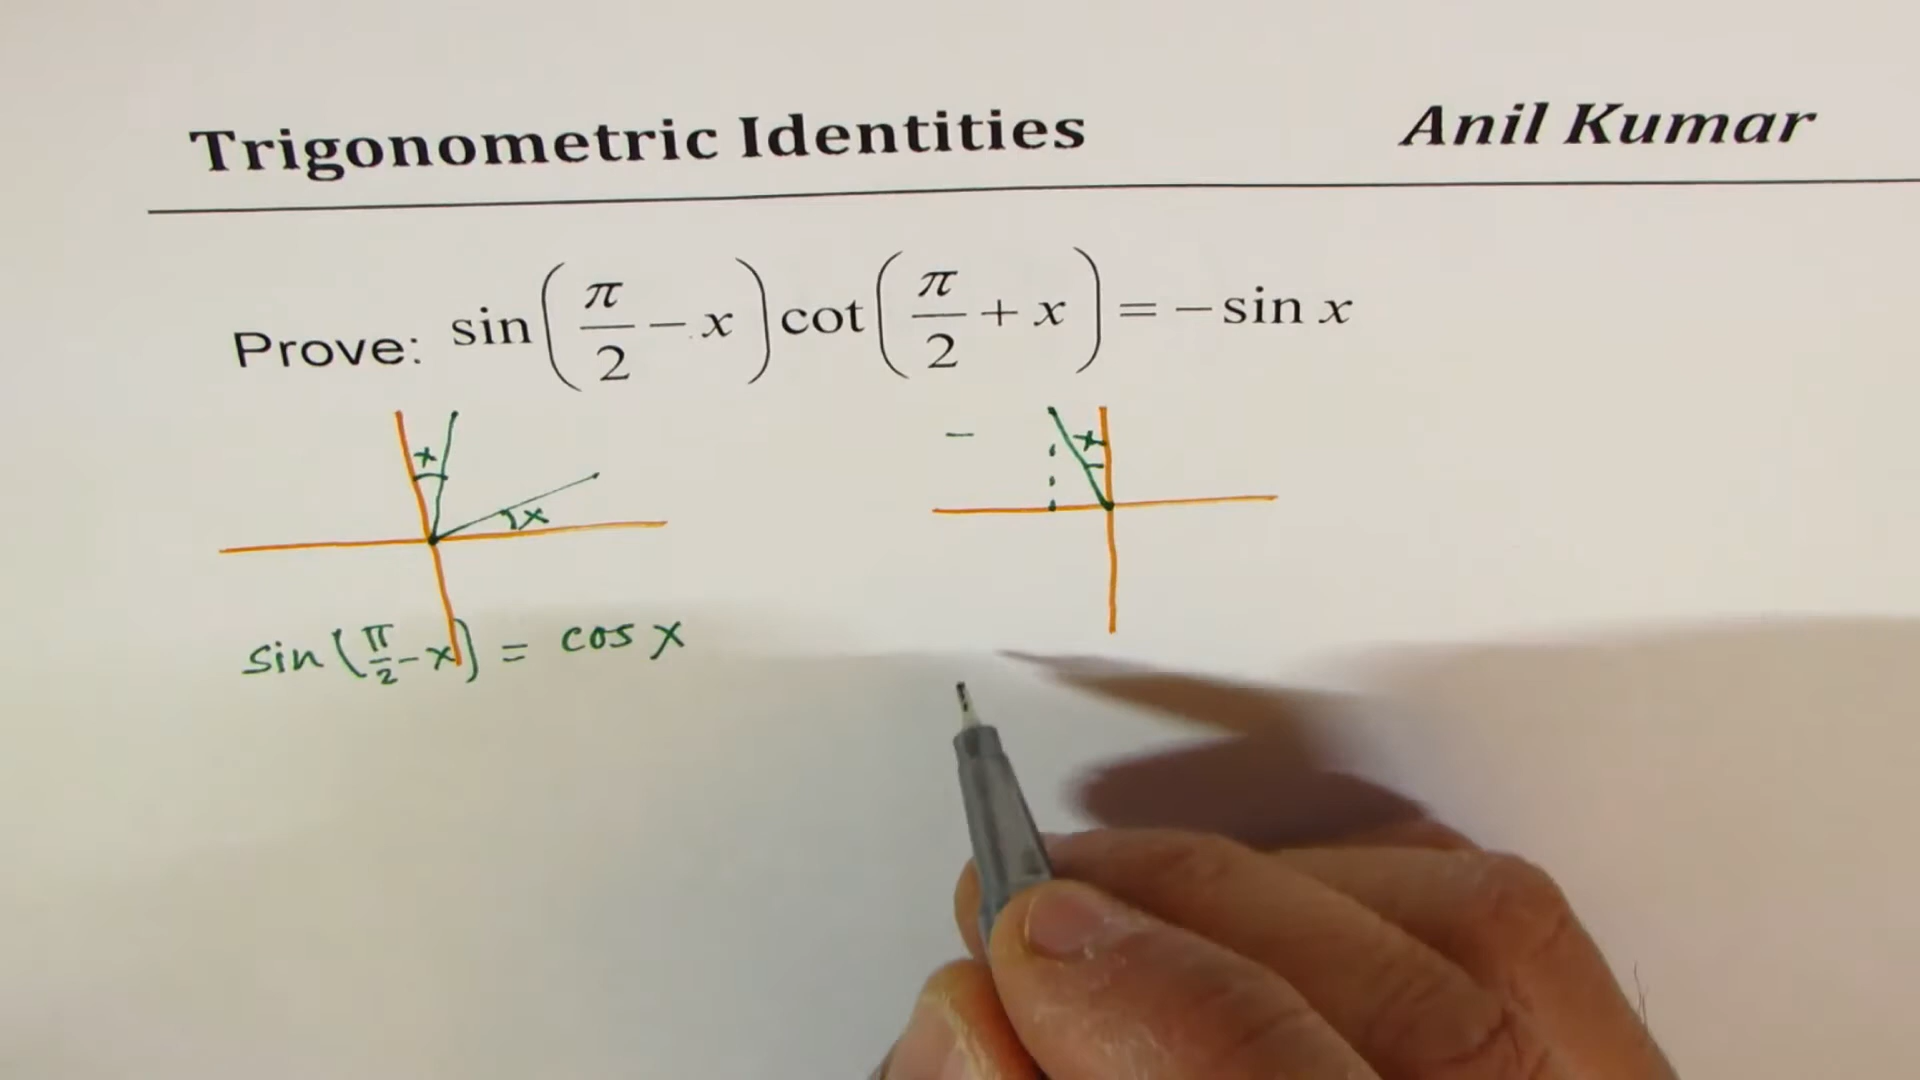 Trigonometric Identities Anil Kumar
Prove: sin(π/2 − x)cot(π/2 + x) = −sin x
x x − x
sin(π/2 − x) = cos x